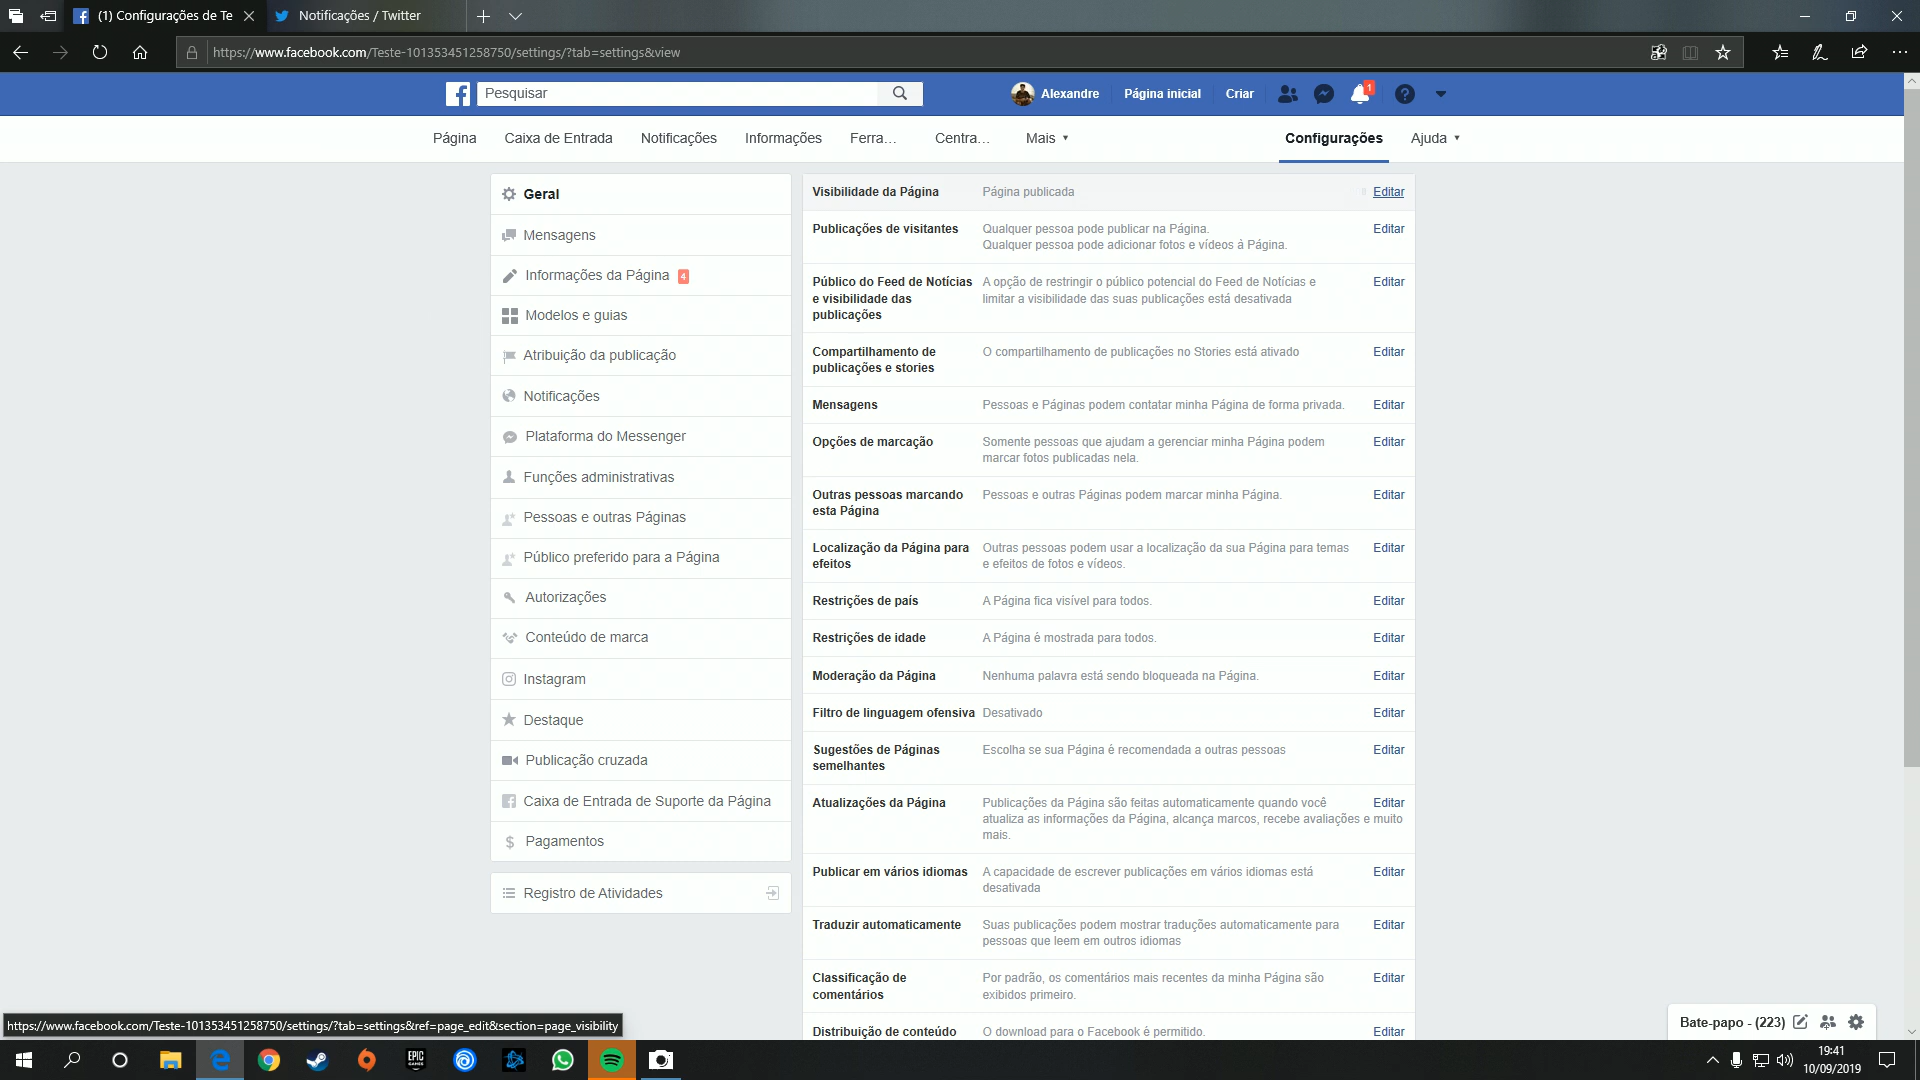 (1) Configurações de Te
Notificações / Twitter
https://www.facebook.com/Teste-101353451258750/settings/?tab=settings&view
Pesquisar
Alexandre
Página inicial
Criar
1
Página
Caixa de Entrada
Notificações
Informações
Ferra…
Centra…
Mais
Configurações
Ajuda
Geral
Mensagens
Informações da Página 4
Modelos e guias
Atribuição da publicação
Notificações
Plataforma do Messenger
Funções administrativas
Pessoas e outras Páginas
Público preferido para a Página
Autorizações
Conteúdo de marca
Instagram
Destaque
Publicação cruzada
Caixa de Entrada de Suporte da Página
Pagamentos
Registro de Atividades
Visibilidade da Página
Página publicada
Editar
Publicações de visitantes
Qualquer pessoa pode publicar na Página.
Qualquer pessoa pode adicionar fotos e vídeos à Página.
Editar
Público do Feed de Notícias
e visibilidade das
publicações
A opção de restringir o público potencial do Feed de Notícias e
limitar a visibilidade das suas publicações está desativada
Editar
Compartilhamento de
publicações e stories
O compartilhamento de publicações no Stories está ativado
Editar
Mensagens
Pessoas e Páginas podem contatar minha Página de forma privada.
Editar
Opções de marcação
Somente pessoas que ajudam a gerenciar minha Página podem
marcar fotos publicadas nela.
Editar
Outras pessoas marcando
esta Página
Pessoas e outras Páginas podem marcar minha Página.
Editar
Localização da Página para
efeitos
Outras pessoas podem usar a localização da sua Página para temas
e efeitos de fotos e vídeos.
Editar
Restrições de país
A Página fica visível para todos.
Editar
Restrições de idade
A Página é mostrada para todos.
Editar
Moderação da Página
Nenhuma palavra está sendo bloqueada na Página.
Editar
Filtro de linguagem ofensiva
Desativado
Editar
Sugestões de Páginas
semelhantes
Escolha se sua Página é recomendada a outras pessoas
Editar
Atualizações da Página
Publicações da Página são feitas automaticamente quando você
atualiza as informações da Página, alcança marcos, recebe avaliações e muito
mais.
Editar
Publicar em vários idiomas
A capacidade de escrever publicações em vários idiomas está
desativada
Editar
Traduzir automaticamente
Suas publicações podem mostrar traduções automaticamente para
pessoas que leem em outros idiomas
Editar
Classificação de
comentários
Por padrão, os comentários mais recentes da minha Página são
exibidos primeiro.
Editar
Distribuição de conteúdo
O download para o Facebook é permitido.
Editar
Bate-papo - (223)
https://www.facebook.com/Teste-101353451258750/settings/?tab=settings&ref=page_edit&section=page_visibility
EPIC
GAMES
19:41
10/09/2019